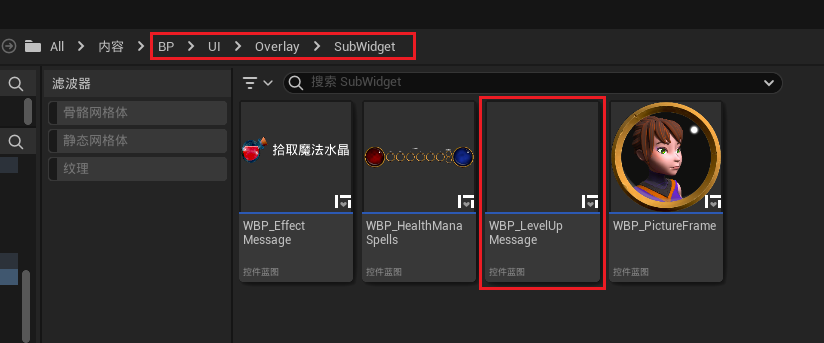 All > 内容 > BP > UI > Overlay > SubWidget
滤波器
搜索 SubWidget
骨骼网格体
静态网格体
纹理
拾取魔法水晶
WBP_Effect
Message
控件蓝图
WBP_HealthMana
Spells
控件蓝图
WBP_LevelUp
Message
控件蓝图
WBP_PictureFrame
控件蓝图